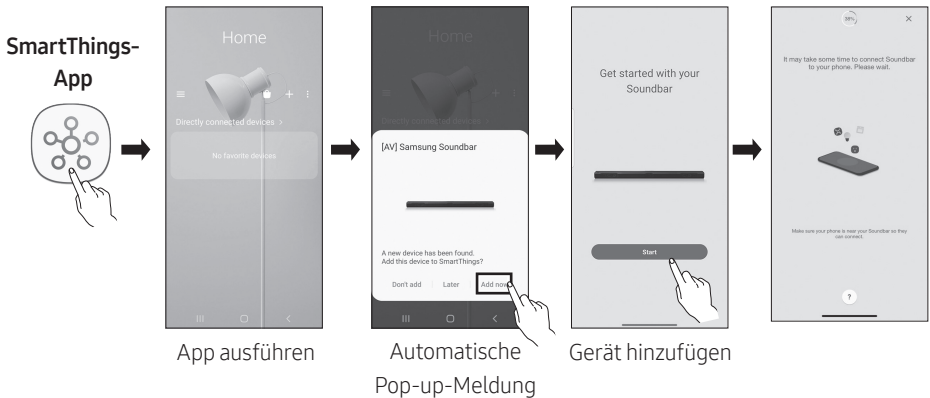 SmartThings-
App
Home
Directly connected devices >
No favorite devices
App ausführen
Home
Directly connected devices >
[AV] Samsung Soundbar
A new device has been found.
Add this device to SmartThings?
Don't add
Later
Add now
Automatische
Pop-up-Meldung
Get started with your
Soundbar
Start
Gerät hinzufügen
38%
It may take some time to connect Soundbar
to your phone. Please wait.
Make sure your phone is near your Soundbar so they
can connect.
?